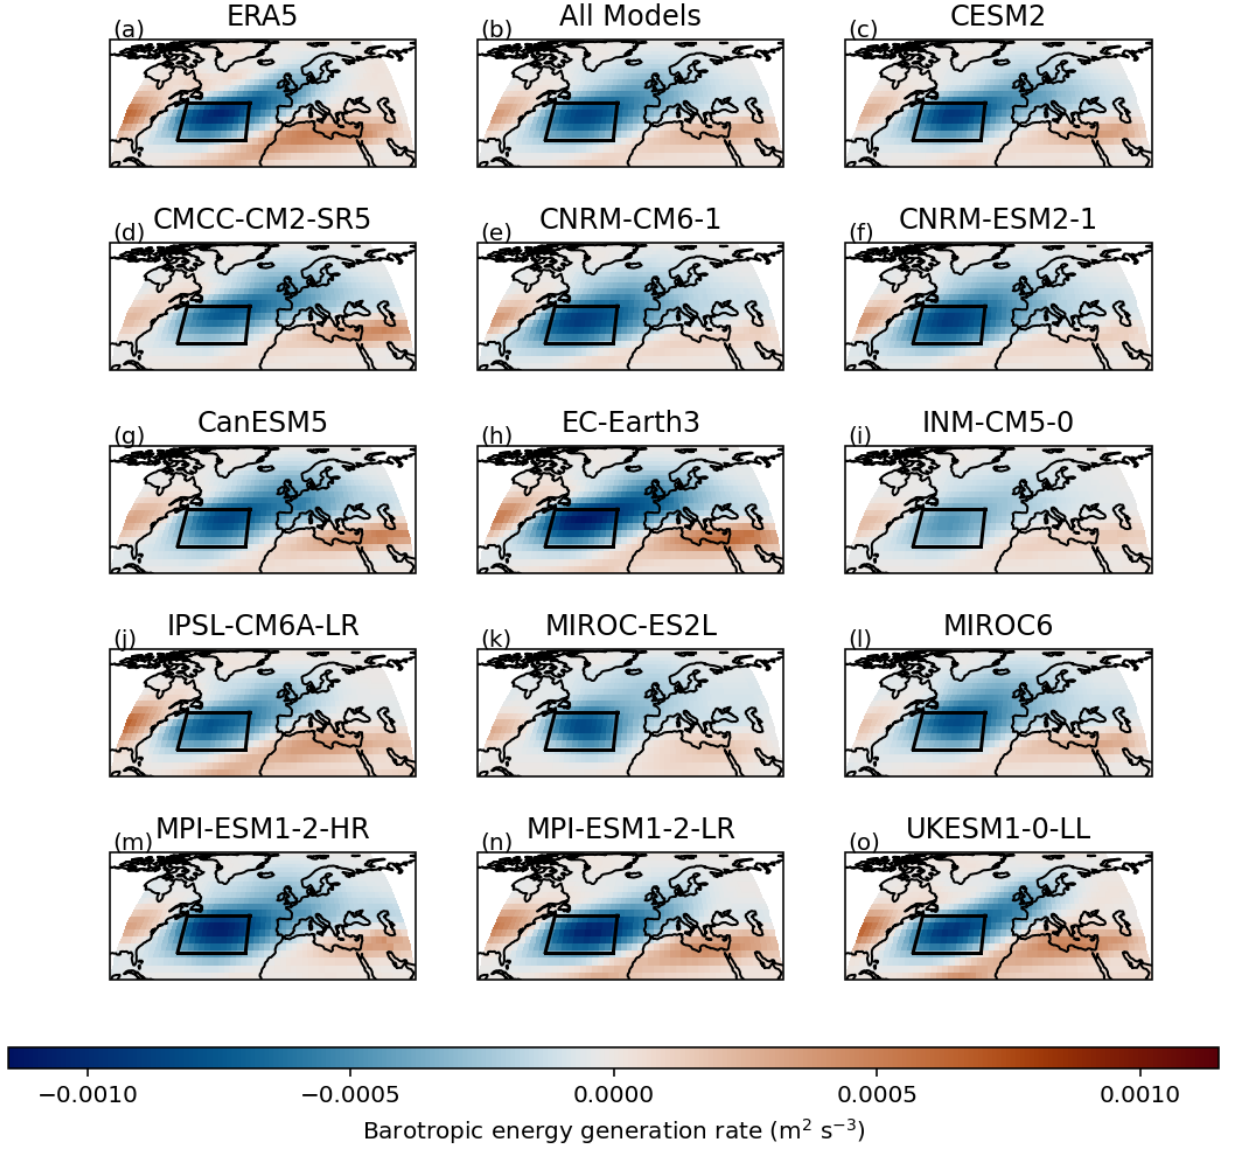 ERA5
All Models
CESM2
(a)
(b)
(c)
CMCC-CM2-SR5
CNRM-CM6-1
CNRM-ESM2-1
(d)
(e)
(f)
CanESM5
EC-Earth3
INM-CM5-0
(g)
(h)
(i)
IPSL-CM6A-LR
MIROC-ES2L
MIROC6
(j)
(k)
(l)
MPI-ESM1-2-HR
MPI-ESM1-2-LR
UKESM1-0-LL
(m)
(n)
(o)
−0.0010 −0.0005 0.0000 0.0005 0.0010
Barotropic energy generation rate (m² s⁻³)